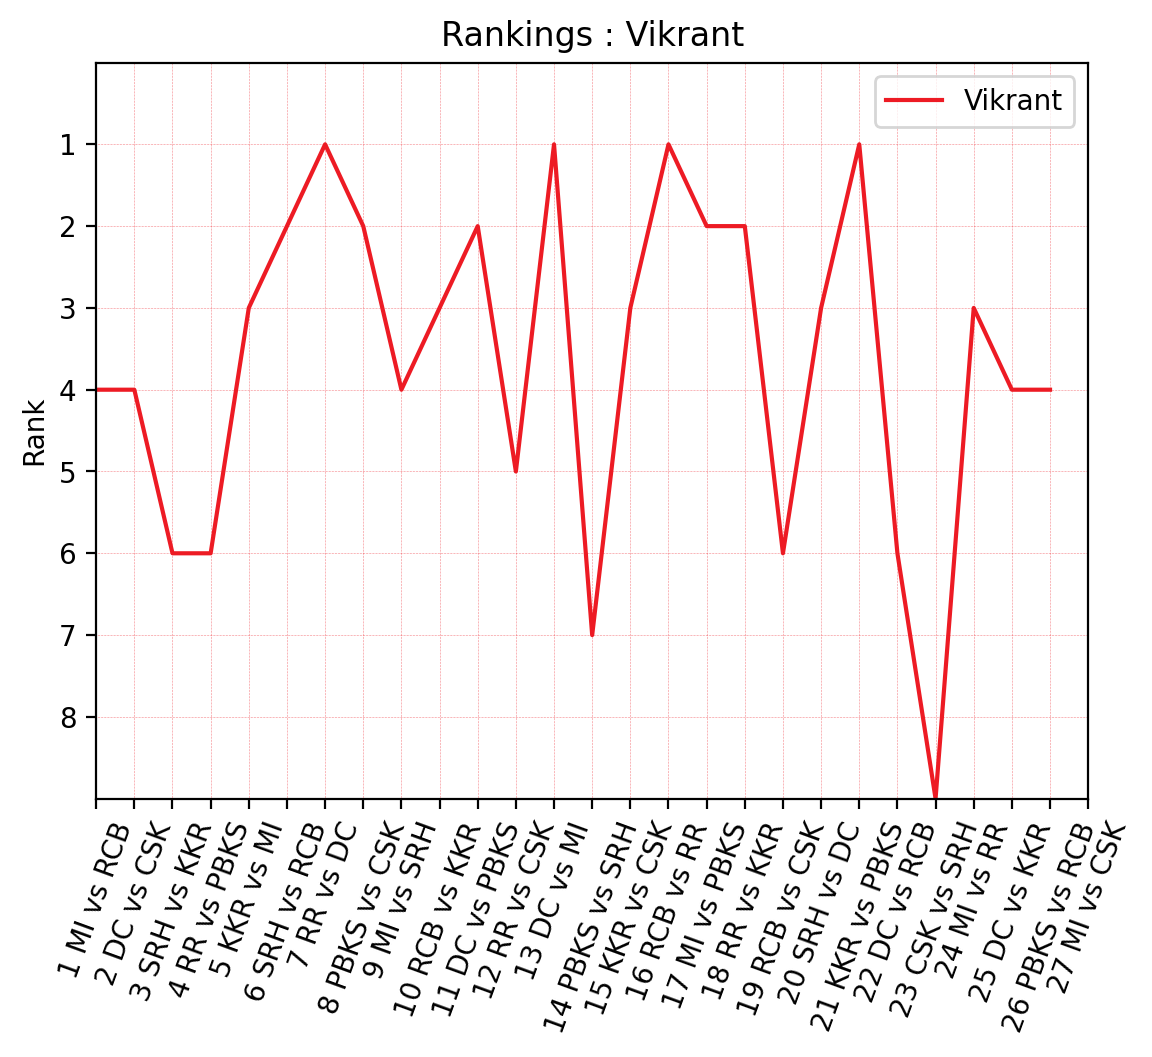 Rankings : Vikrant
Vikrant
Rank
1
2
3
4
5
6
7
8
1 MI vs RCB
2 DC vs CSK
3 SRH vs KKR
4 RR vs PBKS
5 KKR vs MI
6 SRH vs RCB
7 RR vs DC
8 PBKS vs CSK
9 MI vs SRH
10 RCB vs KKR
11 DC vs PBKS
12 RR vs CSK
13 DC vs MI
14 PBKS vs SRH
15 KKR vs CSK
16 RCB vs RR
17 MI vs PBKS
18 RR vs KKR
19 RCB vs CSK
20 SRH vs DC
21 KKR vs PBKS
22 DC vs RCB
23 CSK vs SRH
24 MI vs RR
25 DC vs KKR
26 PBKS vs RCB
27 MI vs CSK